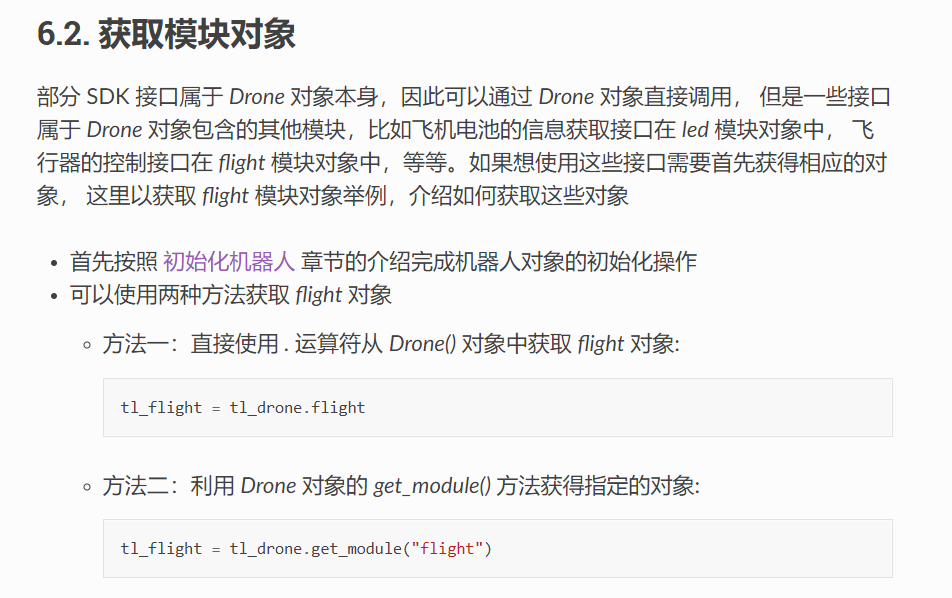 6.2. 获取模块对象
部分 SDK 接口属于 Drone 对象本身，因此可以通过 Drone 对象直接调用， 但是一些接口
属于 Drone 对象包含的其他模块，比如飞机电池的信息获取接口在 led 模块对象中， 飞
行器的控制接口在 flight 模块对象中，等等。如果想使用这些接口需要首先获得相应的对
象， 这里以获取 flight 模块对象举例，介绍如何获取这些对象
• 首先按照 初始化机器人 章节的介绍完成机器人对象的初始化操作
• 可以使用两种方法获取 flight 对象
◦ 方法一：直接使用 . 运算符从 Drone() 对象中获取 flight 对象:
tl_flight = tl_drone.flight
◦ 方法二：利用 Drone 对象的 get_module() 方法获得指定的对象:
tl_flight = tl_drone.get_module("flight")